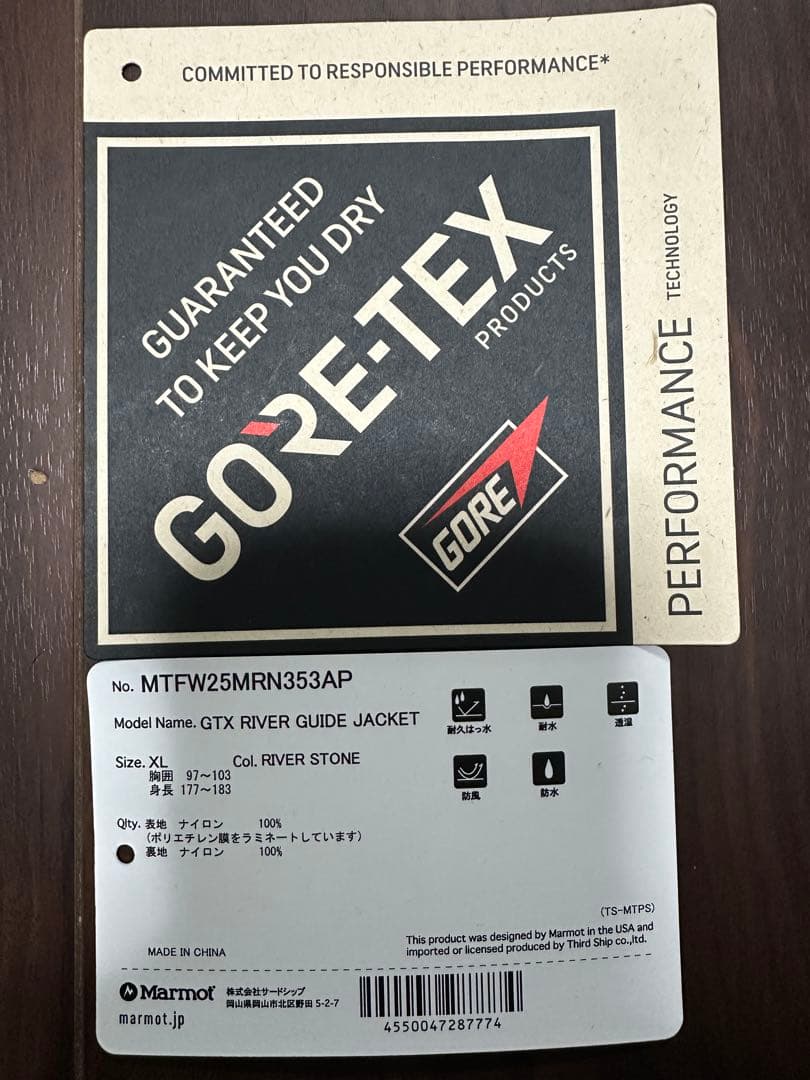 COMMITTED TO RESPONSIBLE PERFORMANCE*
GUARANTEED
TO KEEP YOU DRY
GORE-TEX
PRODUCTS
GORE
PERFORMANCE TECHNOLOGY
No. MTFW25MRN353AP
Model Name. GTX RIVER GUIDE JACKET
Size. XL Col. RIVER STONE
胸囲 97〜103
身長 177〜183
耐久はっ水 耐水 透湿
防風 防水
Qlty. 表地 ナイロン 100%
(ポリエチレン膜をラミネートしています)
裏地 ナイロン 100%
(TS-MTPS)
This product was designed by Marmot in the USA and
imported or licensed produced by Third Ship co.,ltd.
MADE IN CHINA
Marmot 株式会社サードシップ
岡山県岡山市北区野田 5-2-7
marmot.jp
4550047287774